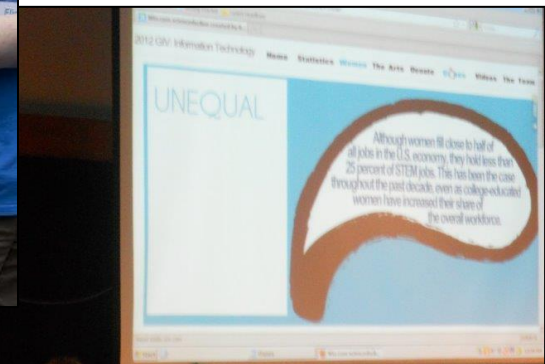 2012 GIV: Information Technology
Home Statistics Women The Arts Donate Videos The Team
UNEQUAL
Although women fill close to half of
all jobs in the U.S. economy, they hold less than
25 percent of STEM jobs. This has been the case
throughout the past decade, even as college-educated
women have increased their share of
the overall workforce.